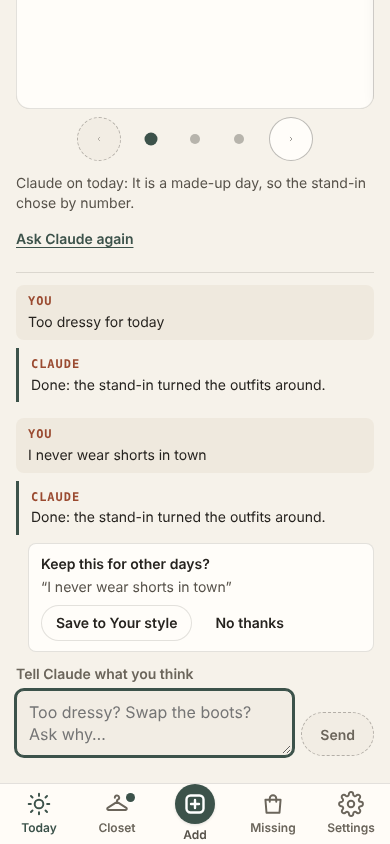 Claude on today: It is a made-up day, so the stand-in
chose by number.
Ask Claude again
YOU
Too dressy for today
CLAUDE
Done: the stand-in turned the outfits around.
YOU
I never wear shorts in town
CLAUDE
Done: the stand-in turned the outfits around.
Keep this for other days?
“I never wear shorts in town”
Save to Your style
No thanks
Tell Claude what you think
Too dressy? Swap the boots?
Ask why...
Send
Today
Closet
Add
Missing
Settings